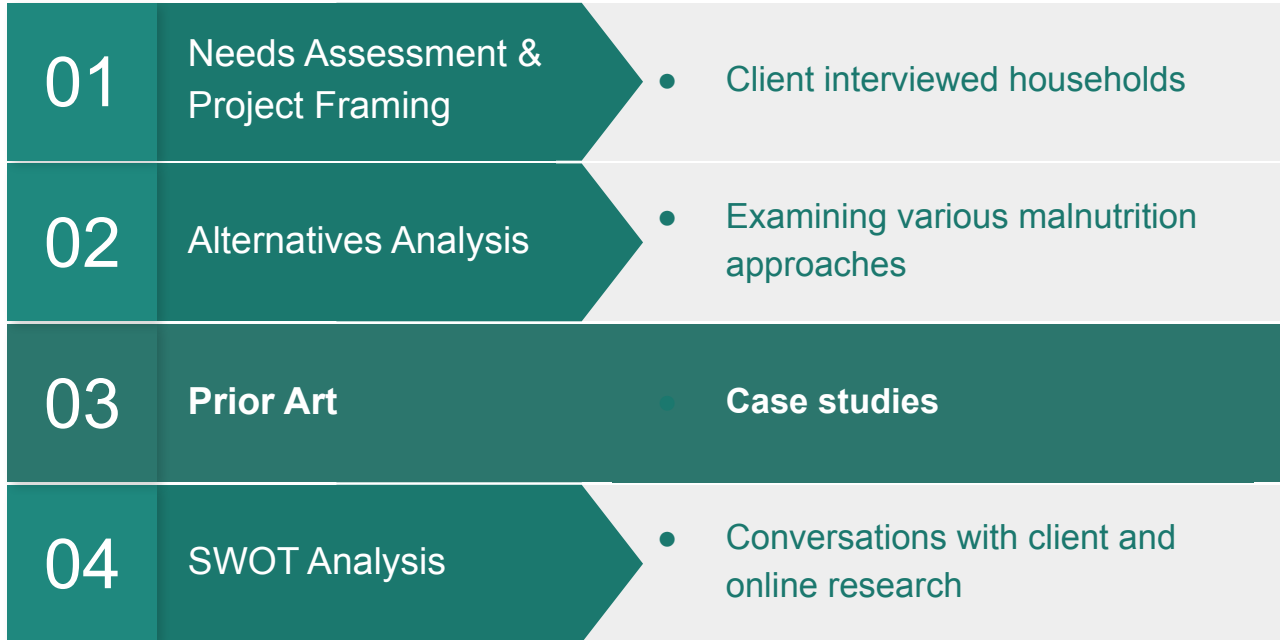 01
Needs Assessment &
Project Framing
● Client interviewed households
02
Alternatives Analysis
● Examining various malnutrition
approaches
03
Prior Art
● Case studies
04
SWOT Analysis
● Conversations with client and
online research